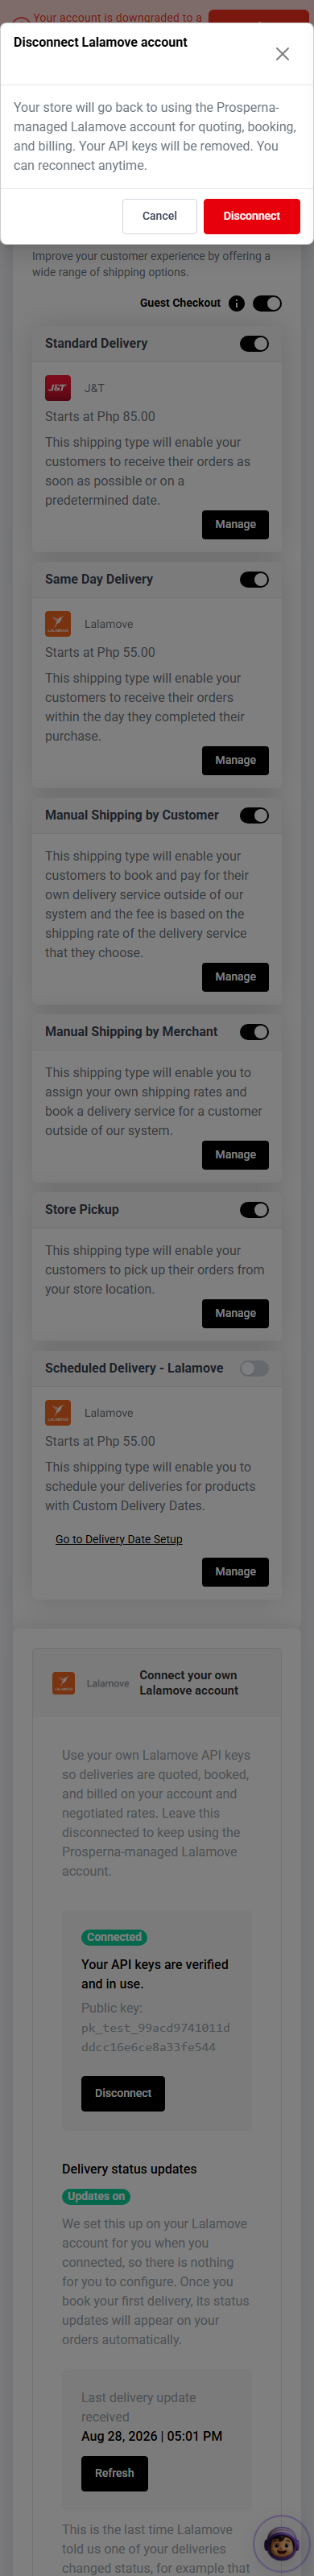 Your account is downgraded to a
Disconnect Lalamove account
Your store will go back to using the Prosperna-
managed Lalamove account for quoting, booking,
and billing. Your API keys will be removed. You
can reconnect anytime.
Cancel
Disconnect
Improve your customer experience by offering a
wide range of shipping options.
Guest Checkout
Standard Delivery
J&T
J&T
Starts at Php 85.00
This shipping type will enable your
customers to receive their orders as
soon as possible or on a
predetermined date.
Manage
Same Day Delivery
LALAMOVE
Lalamove
Starts at Php 55.00
This shipping type will enable your
customers to receive their orders
within the day they completed their
purchase.
Manage
Manual Shipping by Customer
This shipping type will enable your
customers to book and pay for their
own delivery service outside of our
system and the fee is based on the
shipping rate of the delivery service
that they choose.
Manage
Manual Shipping by Merchant
This shipping type will enable you to
assign your own shipping rates and
book a delivery service for a customer
outside of our system.
Manage
Store Pickup
This shipping type will enable your
customers to pick up their orders from
your store location.
Manage
Scheduled Delivery - Lalamove
LALAMOVE
Lalamove
Starts at Php 55.00
This shipping type will enable you to
schedule your deliveries for products
with Custom Delivery Dates.
Go to Delivery Date Setup
Manage
LALAMOVE
Lalamove
Connect your own
Lalamove account
Use your own Lalamove API keys
so deliveries are quoted, booked,
and billed on your account and
negotiated rates. Leave this
disconnected to keep using the
Prosperna-managed Lalamove
account.
Connected
Your API keys are verified
and in use.
Public key:
pk_test_99acd9741011d
ddcc16e6ce8a33fe544
Disconnect
Delivery status updates
Updates on
We set this up on your Lalamove
account for you when you
connected, so there is nothing
for you to configure. Once you
book your first delivery, its status
updates will appear on your
orders automatically.
Last delivery update
received
Aug 28, 2026 | 05:01 PM
Refresh
This is the last time Lalamove
told us one of your deliveries
changed status, for example that